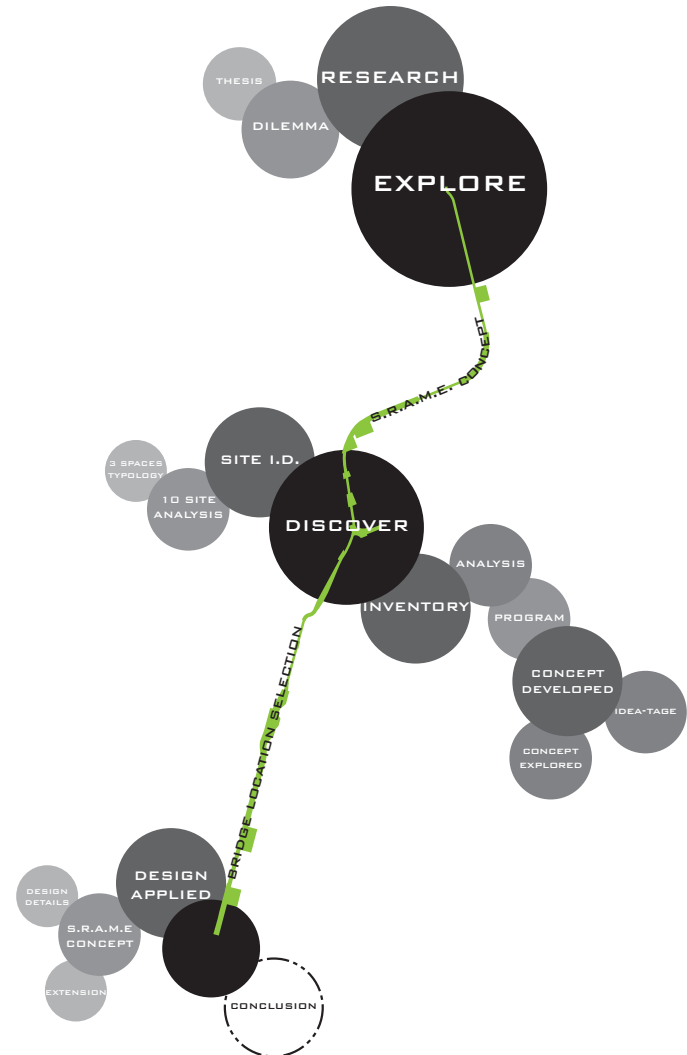 THESIS
RESEARCH
DILEMMA
EXPLORE
S.R.A.M.E. CONCEPT
SITE I.D.
3 SPACES
TYPOLOGY
10 SITE
ANALYSIS
DISCOVER
ANALYSIS
INVENTORY
PROGRAM
CONCEPT
DEVELOPED
IDEA-TAGE
CONCEPT
EXPLORED
BRIDGE LOCATION SELECTION
DESIGN
APPLIED
DESIGN
DETAILS
S.R.A.M.E
CONCEPT
EXTENSION
CONCLUSION